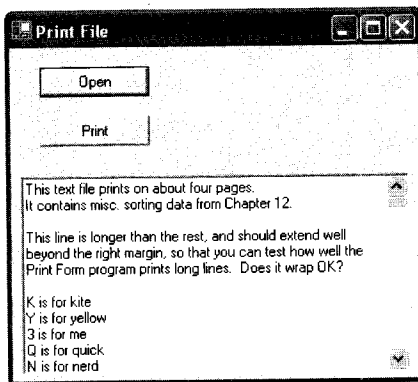 Print File
Open
Print
This text file prints on about four pages.
It contains misc. sorting data from Chapter 12.
This line is longer than the rest, and should extend well
beyond the right margin, so that you can test how well the
Print Form program prints long lines. Does it wrap OK?
K is for kite
Y is for yellow
3 is for me
Q is for quick
N is for nerd